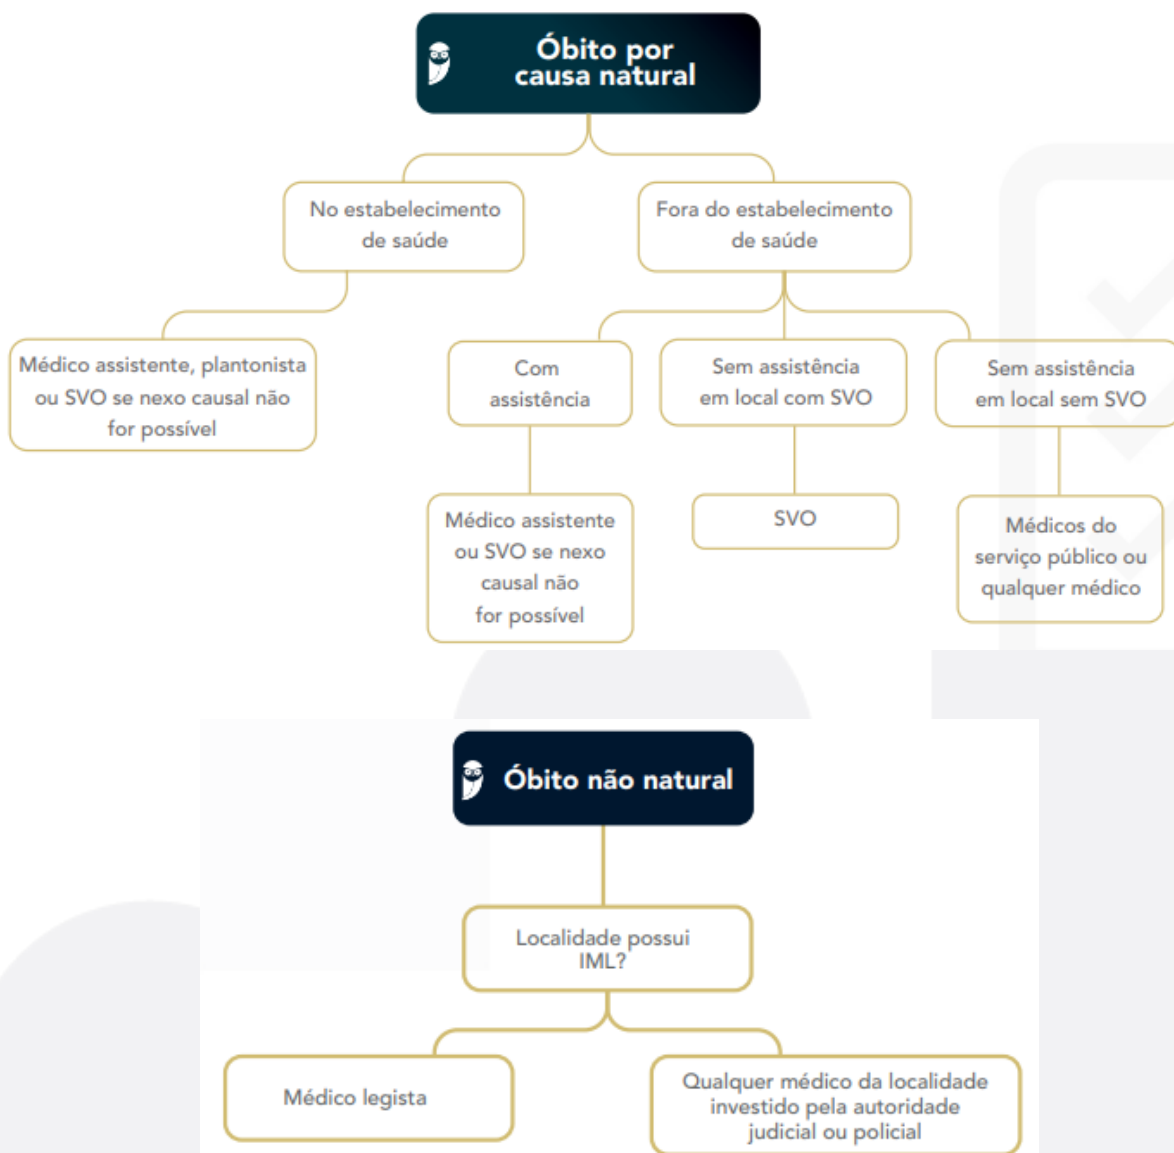 Óbito por
causa natural
No estabelecimento
de saúde
Fora do estabelecimento
de saúde
Médico assistente, plantonista
ou SVO se nexo causal não
for possível
Com
assistência
Sem assistência
em local com SVO
Sem assistência
em local sem SVO
Médico assistente
ou SVO se nexo
causal não
for possível
SVO
Médicos do
serviço público ou
qualquer médico
Óbito não natural
Localidade possui
IML?
Médico legista
Qualquer médico da localidade
investido pela autoridade
judicial ou policial